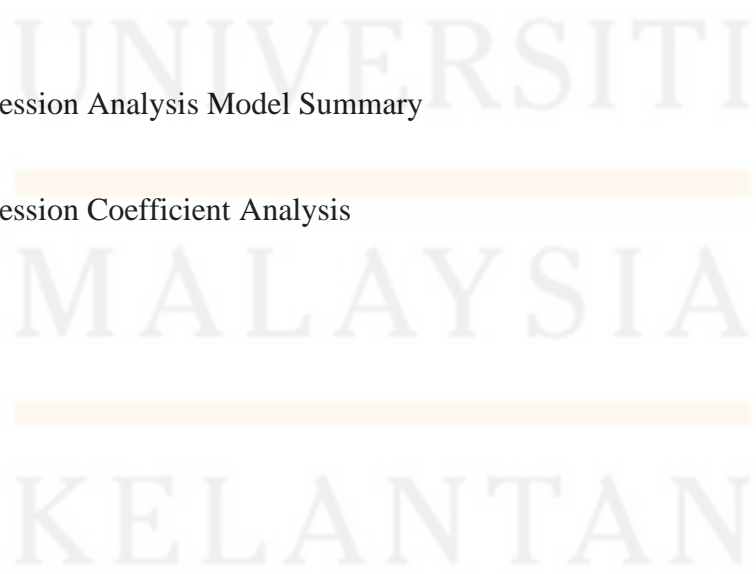 UNIVERSITI
ession Analysis Model Summary
ession Coefficient Analysis
MALAYSIA
KELANTAN